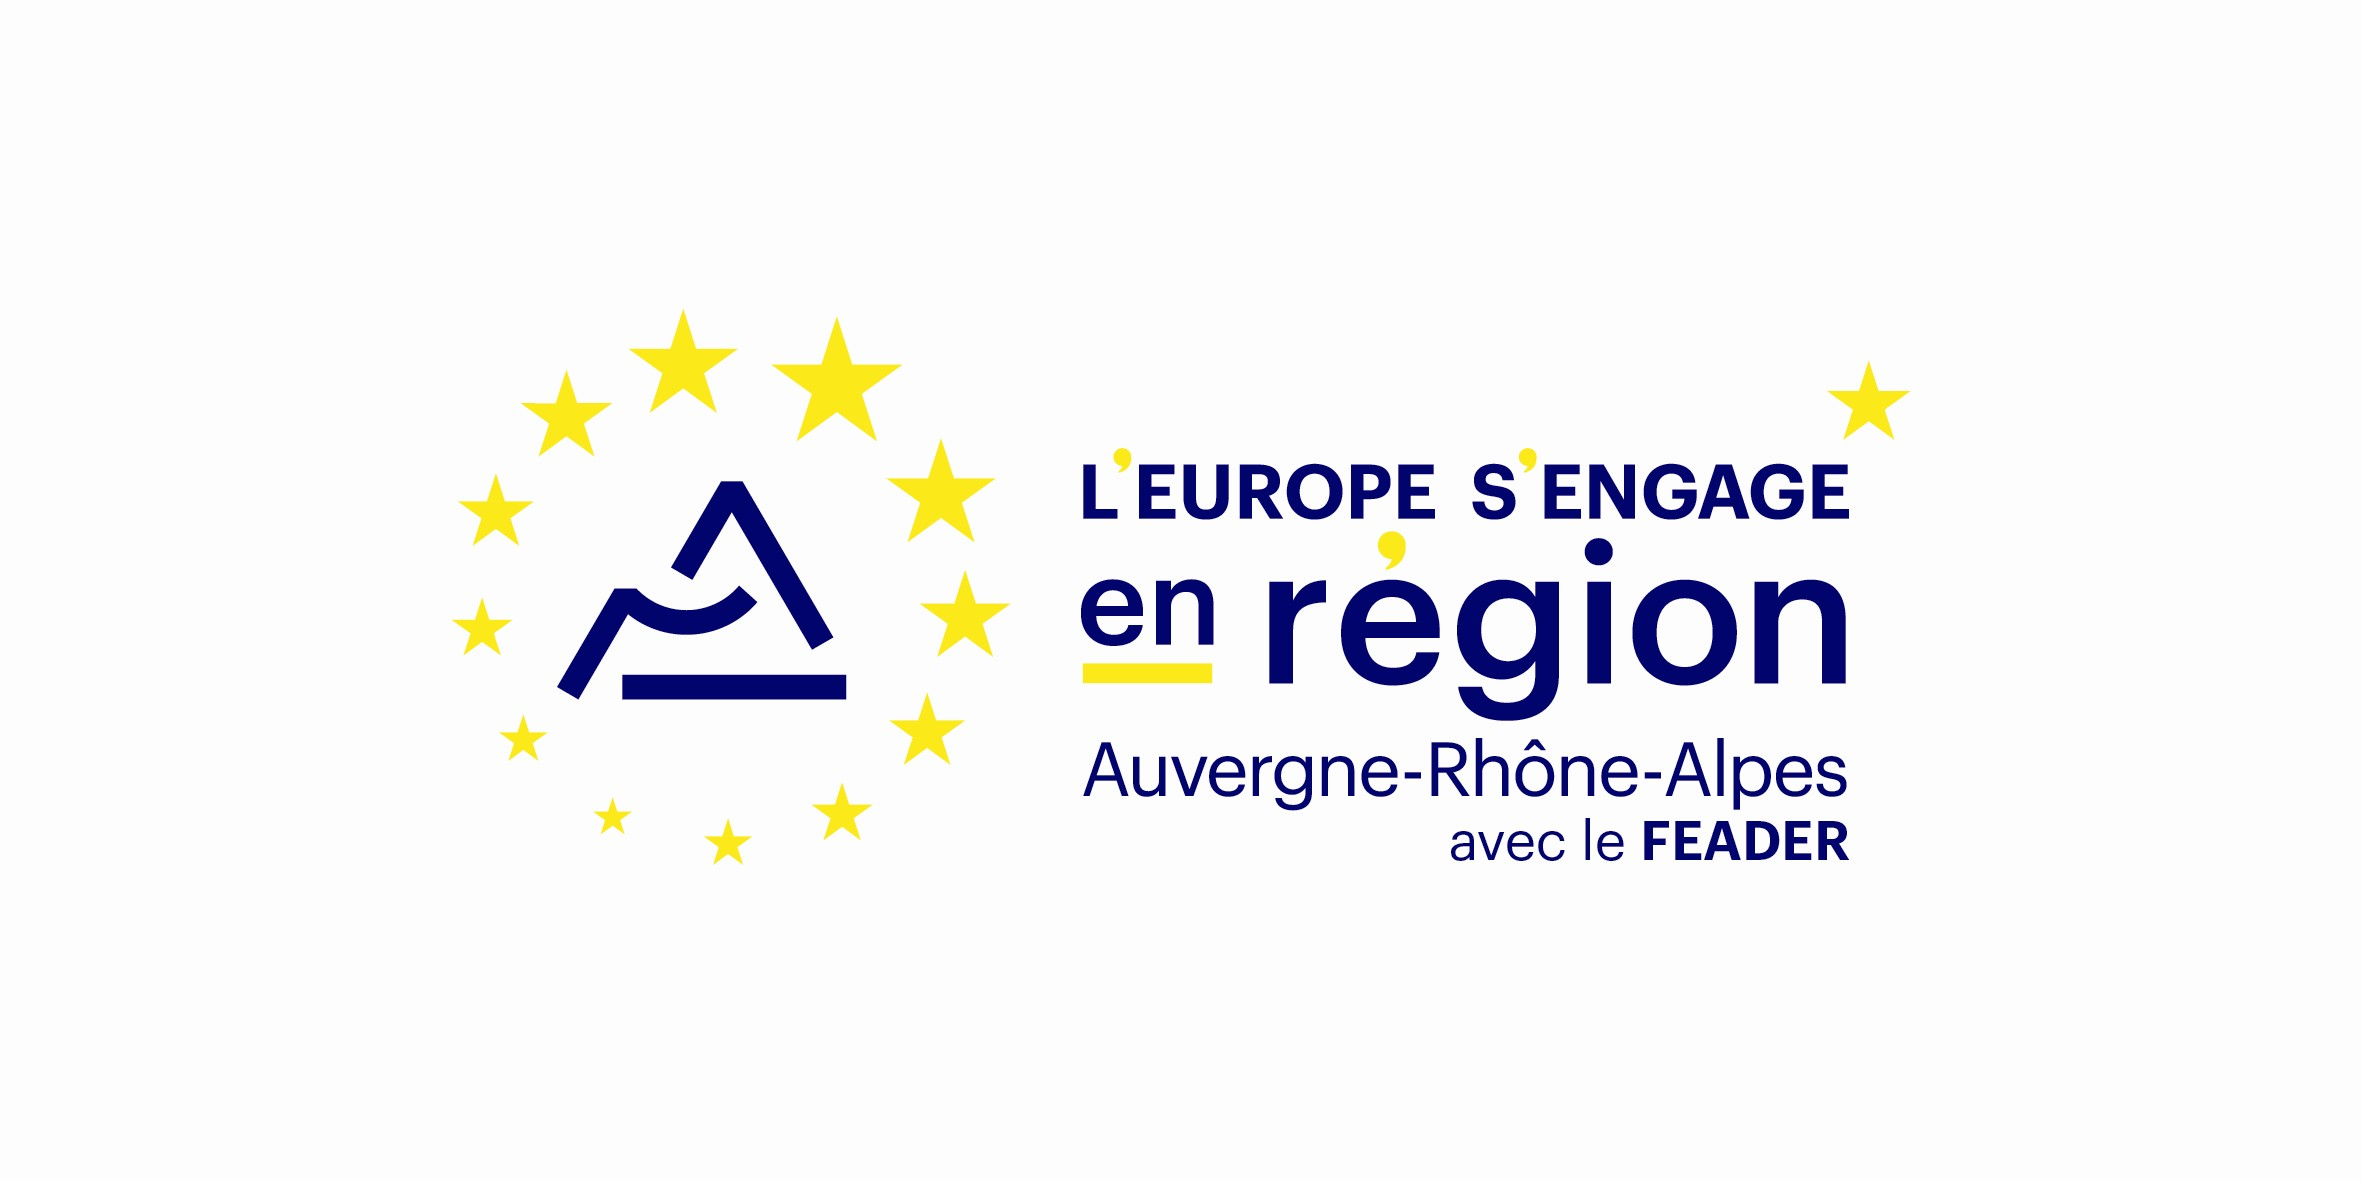 L'EUROPE S'ENGAGE
en région
Auvergne-Rhône-Alpes
avec le FEADER